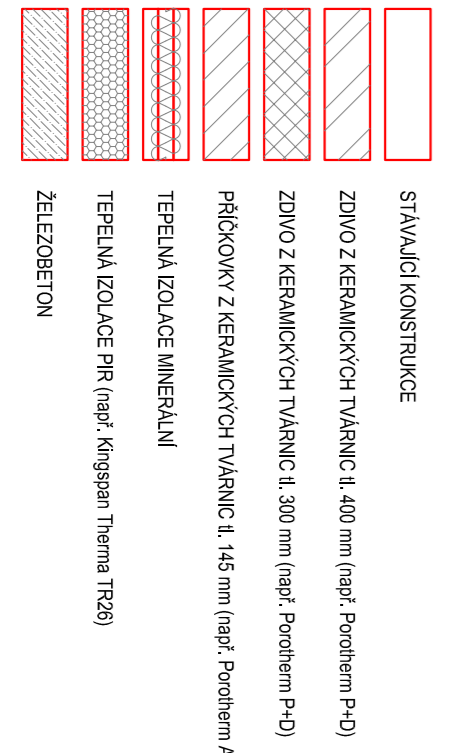 STÁVAJÍCÍ KONSTRUKCE
ZDIVO Z KERAMICKÝCH TVÁRNIC tl. 400 mm (např. Porotherm P+D)
ZDIVO Z KERAMICKÝCH TVÁRNIC tl. 300 mm (např. Porotherm P+D)
PŘÍČKOVKY Z KERAMICKÝCH TVÁRNIC tl. 145 mm (např. Porotherm
TEPELNÁ IZOLACE MINERÁLNÍ
TEPELNÁ IZOLACE PIR (např. Kingspan Therma TR26)
ŽELEZOBETON